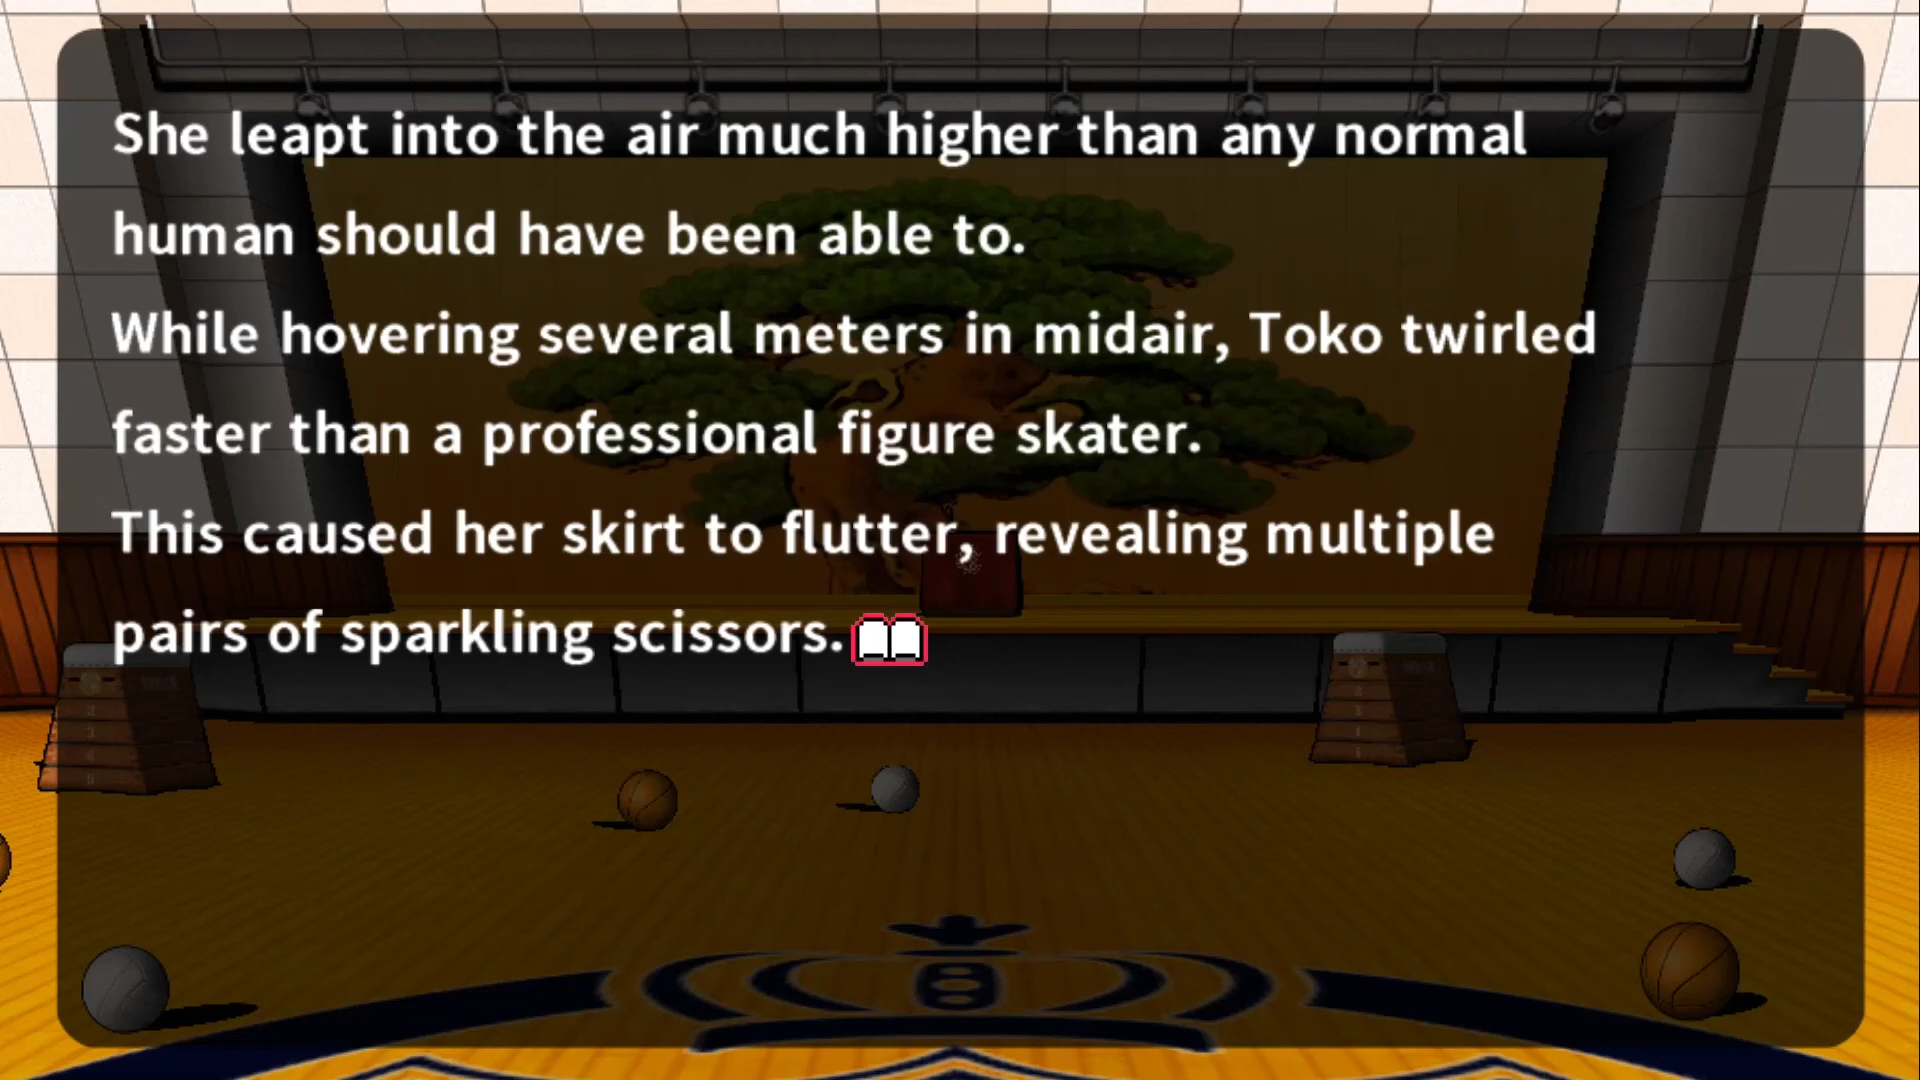 She leapt into the air much higher than any normal
human should have been able to.
While hovering several meters in midair, Toko twirled
faster than a professional figure skater.
This caused her skirt to flutter, revealing multiple
pairs of sparkling scissors.